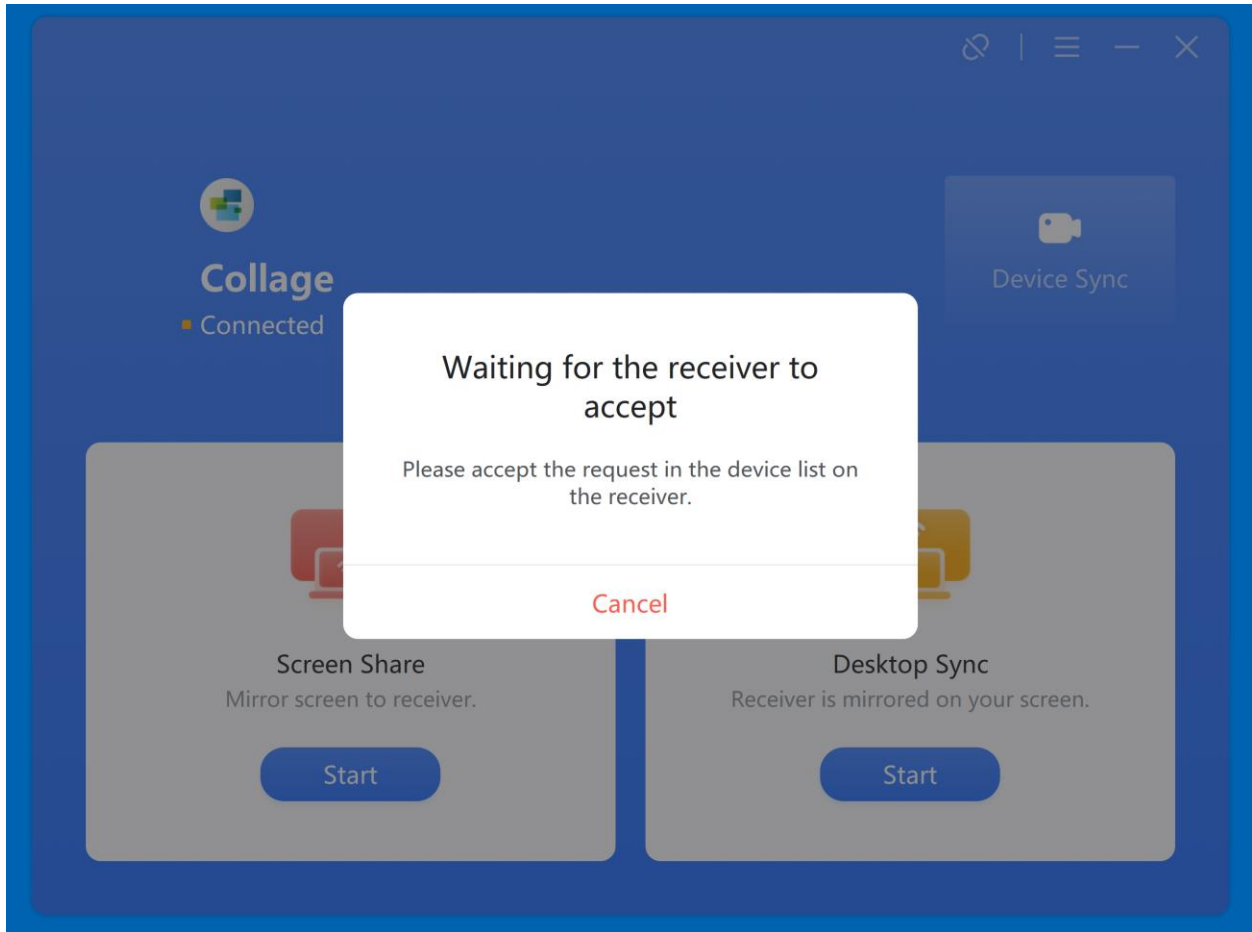 Collage
Connected
Device Sync
Waiting for the receiver to
accept
Please accept the request in the device list on
the receiver.
Cancel
Screen Share
Mirror screen to receiver.
Start
Desktop Sync
Receiver is mirrored on your screen.
Start